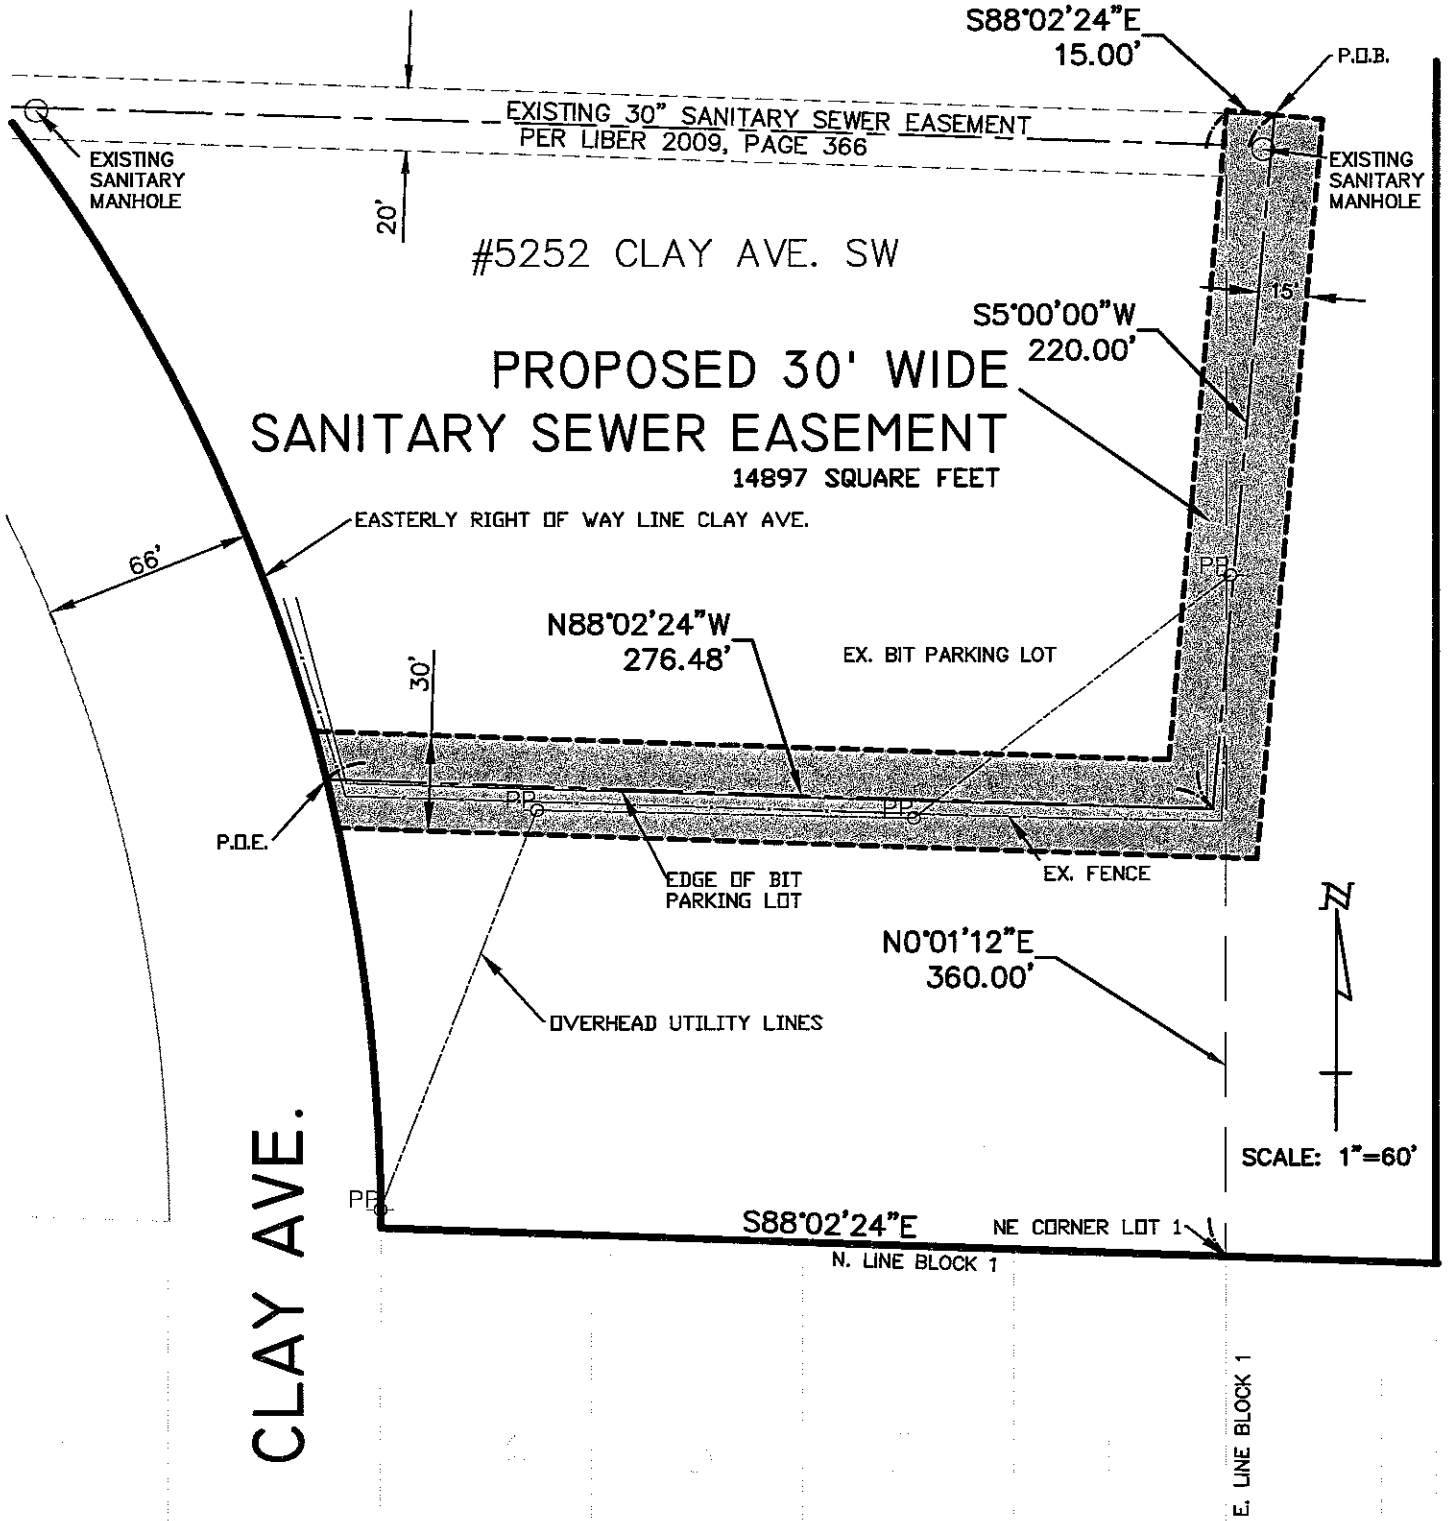 S88°02'24"E
15.00'
P.O.B.
EXISTING 30" SANITARY SEWER EASEMENT
PER LIBER 2009, PAGE 366
EXISTING
SANITARY
MANHOLE
EXISTING
SANITARY
MANHOLE
20'
#5252 CLAY AVE. SW
15'
S5°00'00"W
220.00'
PROPOSED 30' WIDE
SANITARY SEWER EASEMENT
14897 SQUARE FEET
EASTERLY RIGHT OF WAY LINE CLAY AVE.
66'
PP
N88°02'24"W
276.48'
EX. BIT PARKING LOT
30'
PP
PP
P.O.E.
EDGE OF BIT
PARKING LOT
EX. FENCE
N
N0°01'12"E
360.00'
OVERHEAD UTILITY LINES
CLAY AVE.
SCALE: 1"=60'
PP
S88°02'24"E
NE CORNER LOT 1
N. LINE BLOCK 1
E. LINE BLOCK 1